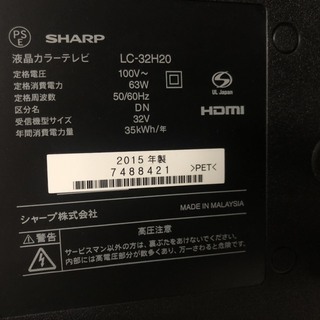 PS
E
SHARP
液晶カラーテレビ LC-32H20
定格電圧 100V~
定格消費電力 63W
定格周波数 50/60Hz
区分名 DN
受信機型サイズ 32V
年間消費電力量 35kWh/年
S
UL Japan
HDMI
2015年製
7488421
>PET<
シャープ株式会社
MADE IN MALAYSIA
警告
高圧注意
サービスマン以外の方は、裏ぶたをあけないでください。
内部には高電圧部分が数多くあり、万一さわると危険です。